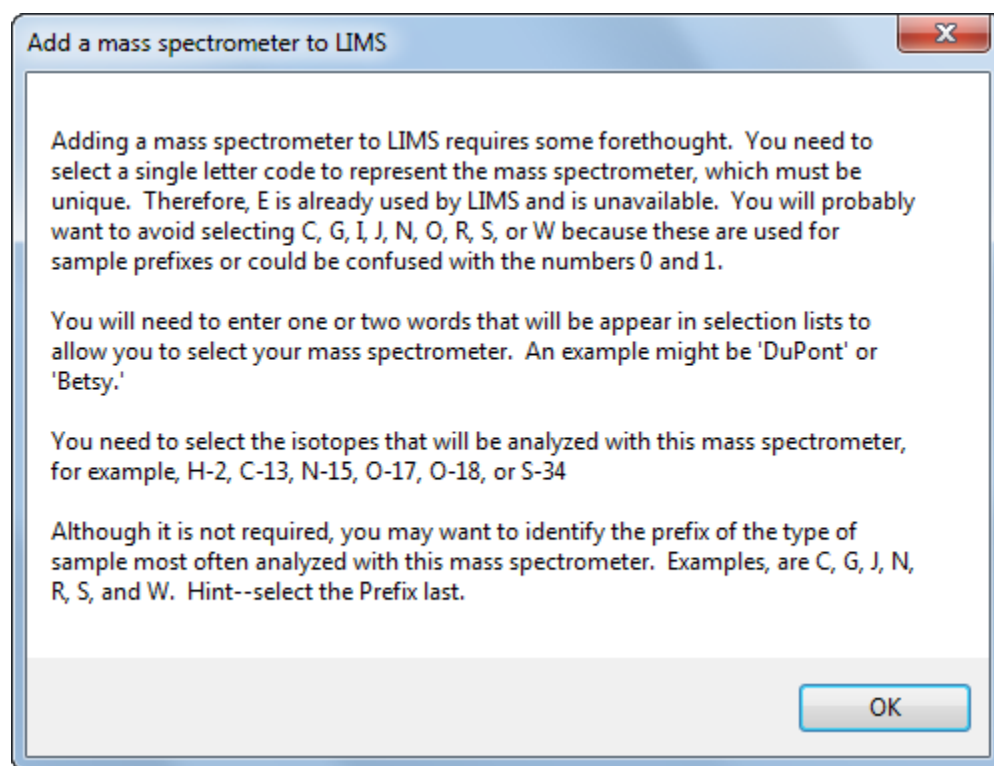 Add a mass spectrometer to LIMS
Adding a mass spectrometer to LIMS requires some forethought.  You need to
select a single letter code to represent the mass spectrometer, which must be
unique.  Therefore, E is already used by LIMS and is unavailable.  You will probably
want to avoid selecting C, G, I, J, N, O, R, S, or W because these are used for
sample prefixes or could be confused with the numbers 0 and 1.
You will need to enter one or two words that will be appear in selection lists to
allow you to select your mass spectrometer.  An example might be 'DuPont' or
'Betsy.'
You need to select the isotopes that will be analyzed with this mass spectrometer,
for example, H-2, C-13, N-15, O-17, O-18, or S-34
Although it is not required, you may want to identify the prefix of the type of
sample most often analyzed with this mass spectrometer.  Examples, are C, G, J, N,
R, S, and W.  Hint--select the Prefix last.
OK